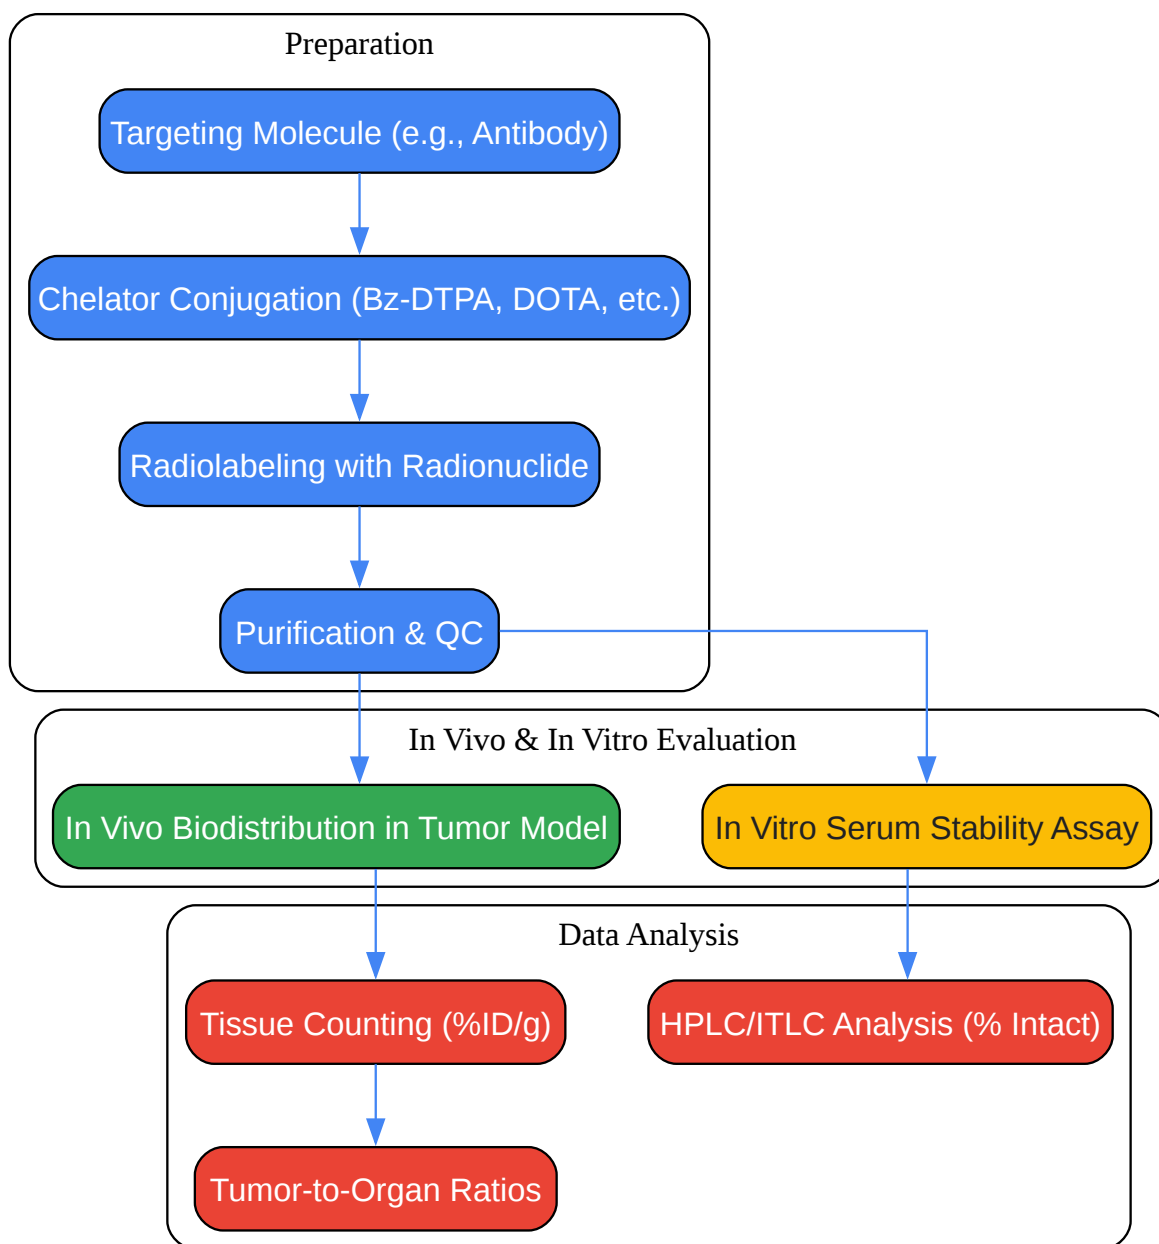 Preparation
Targeting Molecule (e.g., Antibody)
Chelator Conjugation (Bz-DTPA, DOTA, etc.)
Radiolabeling with Radionuclide
Purification & QC
In Vivo & In Vitro Evaluation
In Vivo Biodistribution in Tumor Model
In Vitro Serum Stability Assay
Data Analysis
Tissue Counting (%ID/g)
HPLC/ITLC Analysis (% Intact)
Tumor-to-Organ Ratios